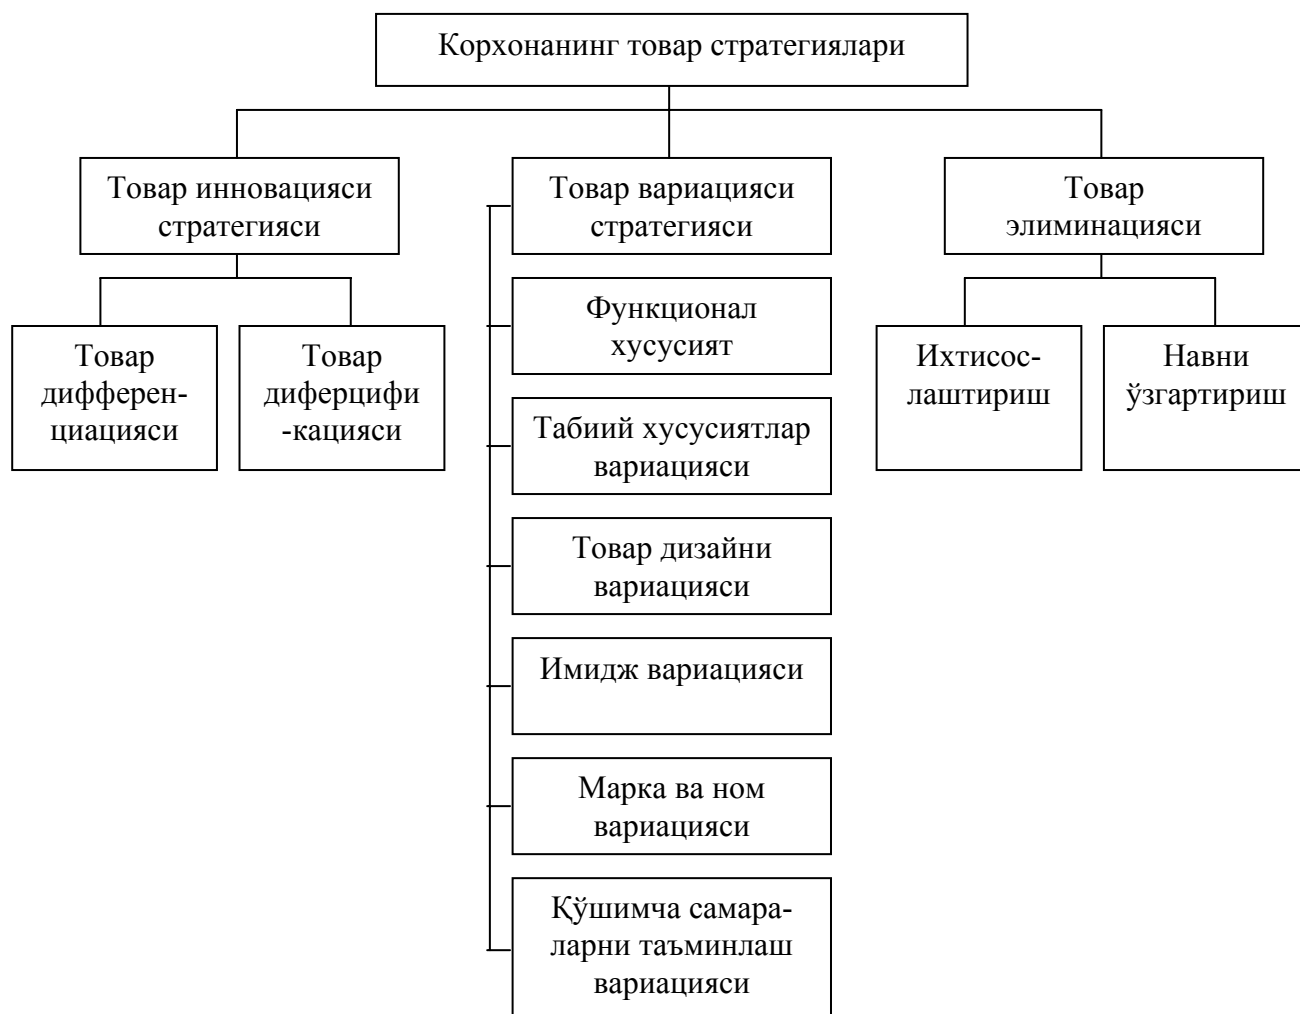 Корхонанинг товар стратегиялари
Товар инновацияси
стратегияси
Товар вариацияси
стратегияси
Товар
элиминацияси
Товар
дифферен-
циацияси
Товар
диферцифи
-кацияси
Функционал
хусусият
Ихтисос-
лаштириш
Навни
ўзгартириш
Табиий хусусиятлар
вариацияси
Товар дизайни
вариацияси
Имидж вариацияси
Марка ва ном
вариацияси
Қўшимча самара-
ларни таъминлаш
вариацияси